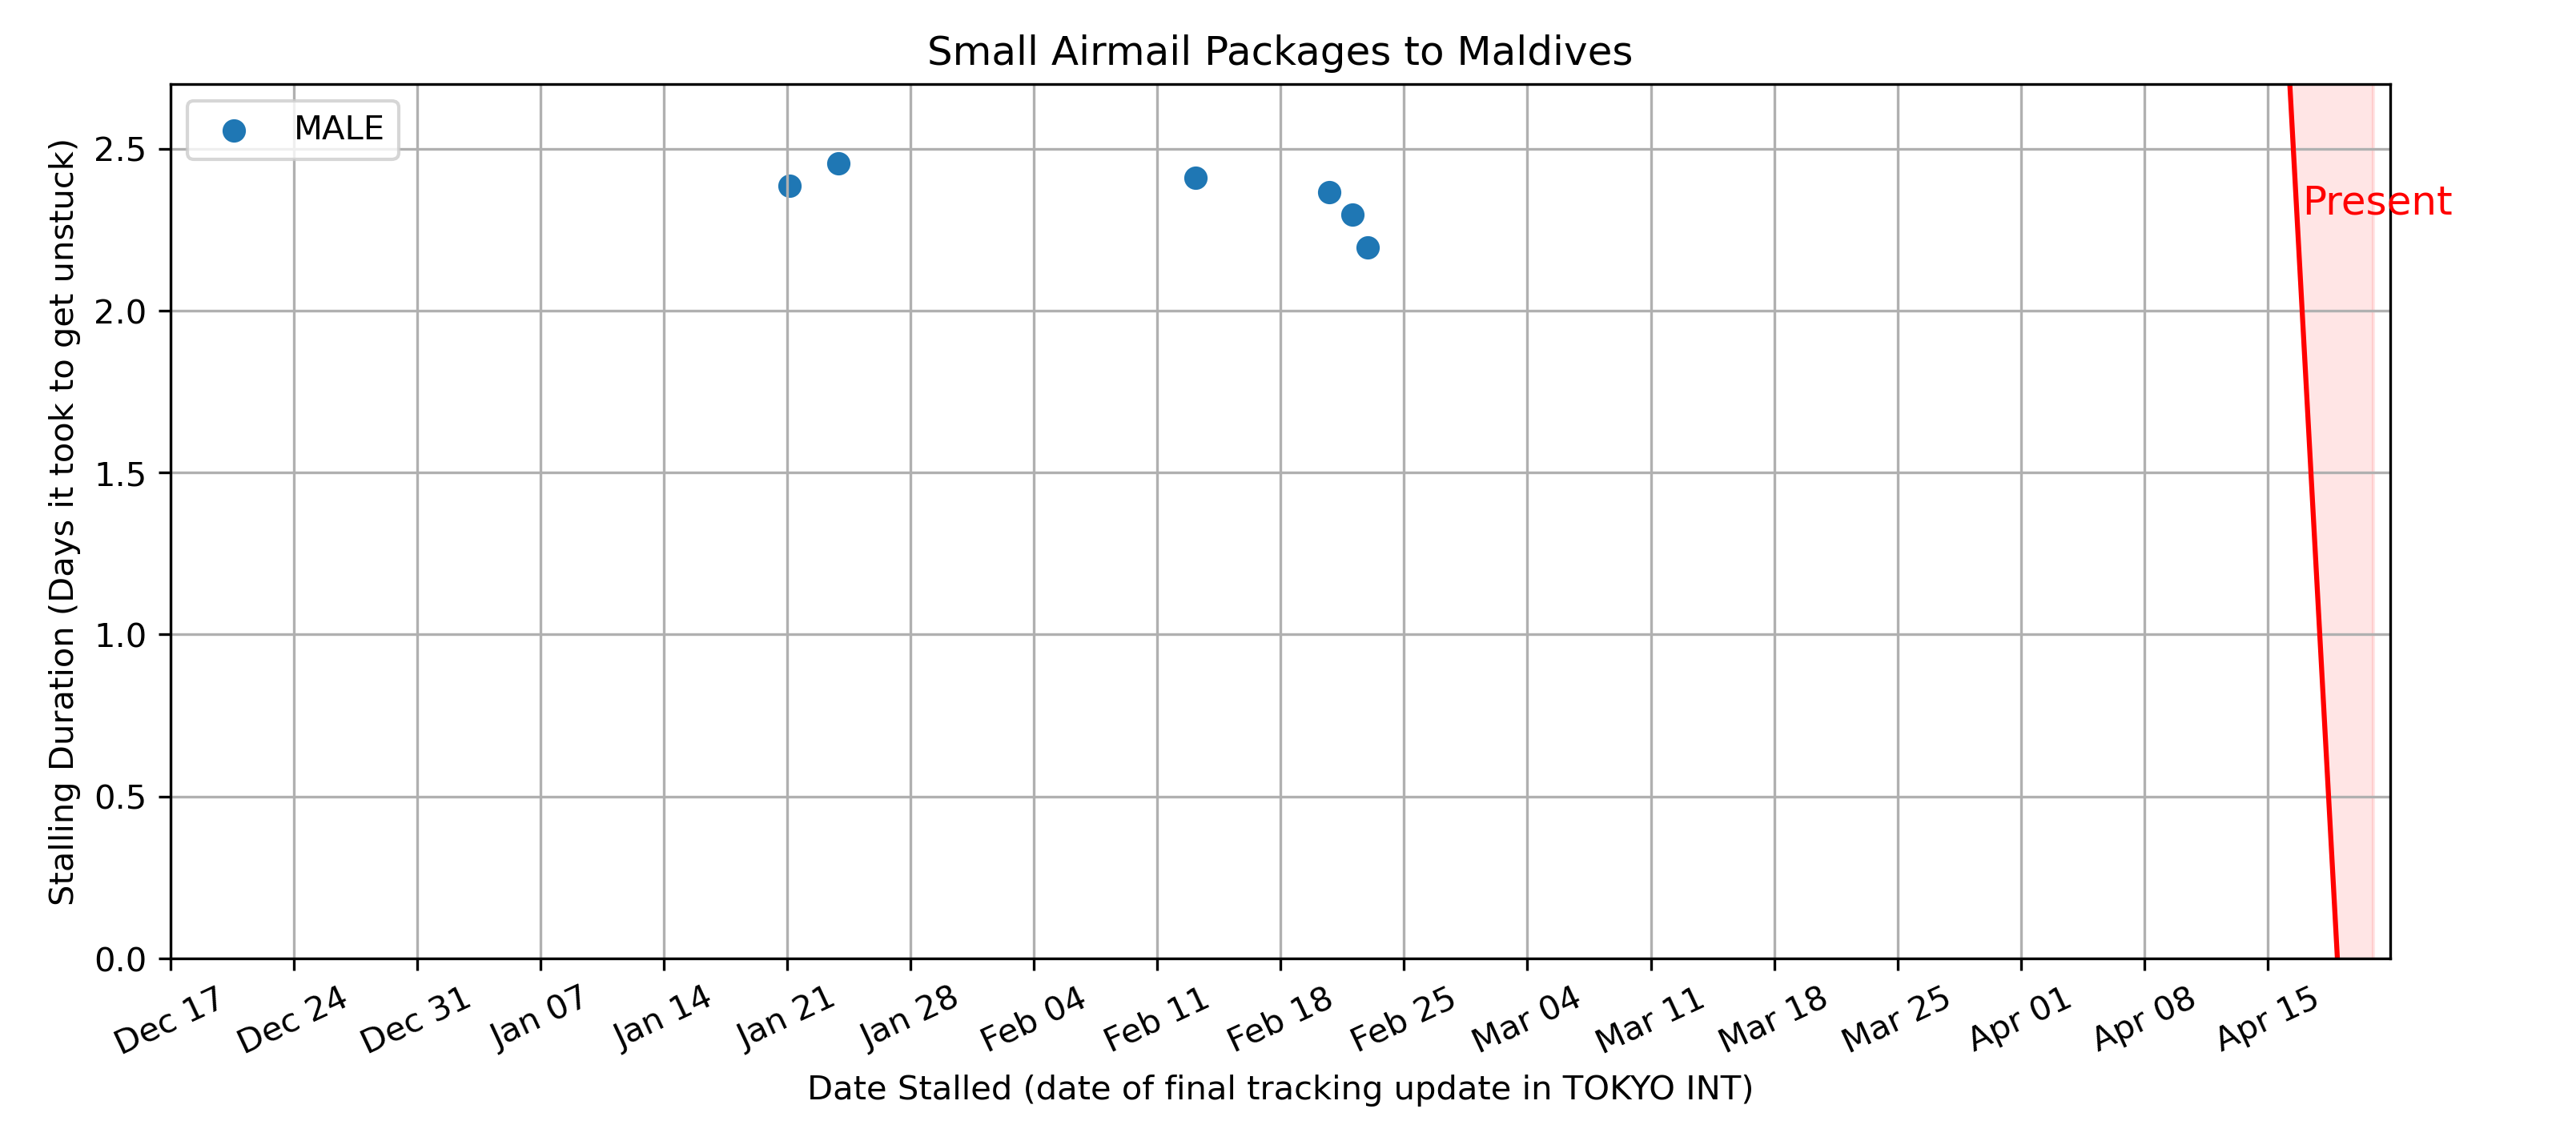 Small Airmail Packages to Maldives
MALE
Present
Stalling Duration (Days it took to get unstuck)
2.5
2.0
1.5
1.0
0.5
0.0
Dec 17 Dec 24 Dec 31 Jan 07 Jan 14 Jan 21 Jan 28 Feb 04 Feb 11 Feb 18 Feb 25 Mar 04 Mar 11 Mar 18 Mar 25 Apr 01 Apr 08 Apr 15
Date Stalled (date of final tracking update in TOKYO INT)